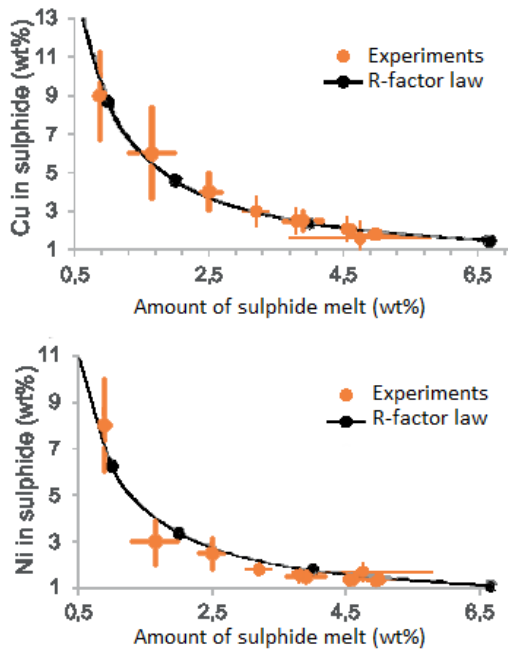 13
Experiments
R-factor law
11
9
7
5
3
1
Cu in sulphide (wt%)
0,5 2,5 4,5 6,5
Amount of sulphide melt (wt%)
11
Experiments
R-factor law
9
7
5
3
1
Ni in sulphide (wt%)
0,5 2,5 4,5 6,5
Amount of sulphide melt (wt%)